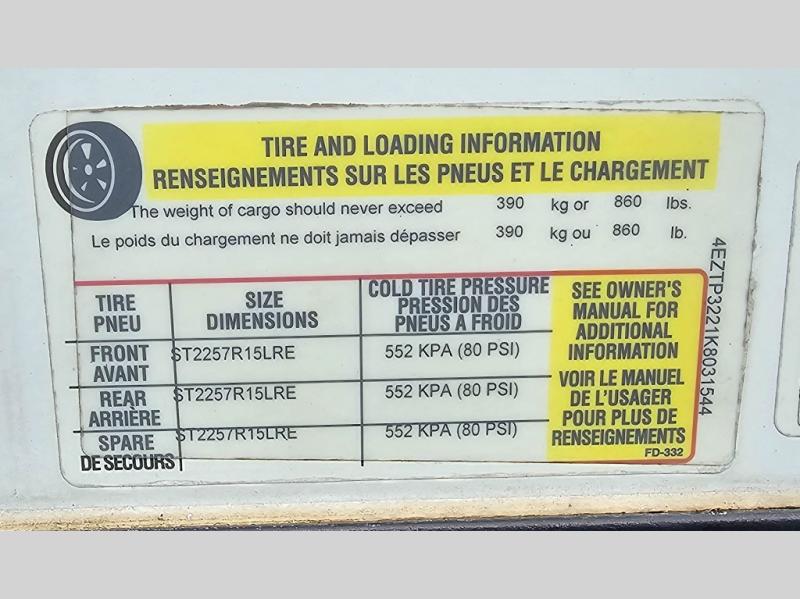 TIRE AND LOADING INFORMATION
RENSEIGNEMENTS SUR LES PNEUS ET LE CHARGEMENT
The weight of cargo should never exceed 390 kg or 860 lbs.
Le poids du chargement ne doit jamais dépasser 390 kg ou 860 lb.
TIRE
PNEU
SIZE
DIMENSIONS
COLD TIRE PRESSURE
PRESSION DES
PNEUS A FROID
FRONT
AVANT
ST2257R15LRE
552 KPA (80 PSI)
REAR
ARRIÈRE
ST2257R15LRE
552 KPA (80 PSI)
SPARE
DE SECOURS
ST2257R15LRE
552 KPA (80 PSI)
SEE OWNER'S
MANUAL FOR
ADDITIONAL
INFORMATION
VOIR LE MANUEL
DE L'USAGER
POUR PLUS DE
RENSEIGNEMENTS
FD-332
4EZTP3221K8031544